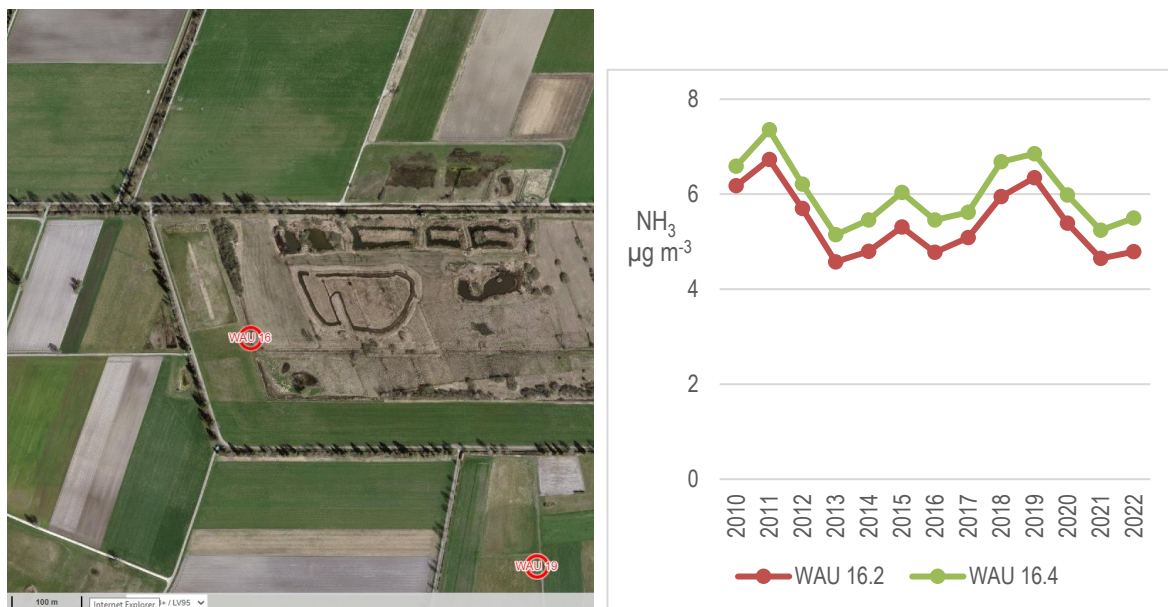 WAU 16
WAU 19
100 m
Internet Explorer
/ LV95
8
6
NH₃
µg m⁻³
4
2
0
2010
2011
2012
2013
2014
2015
2016
2017
2018
2019
2020
2021
2022
WAU 16.2
WAU 16.4